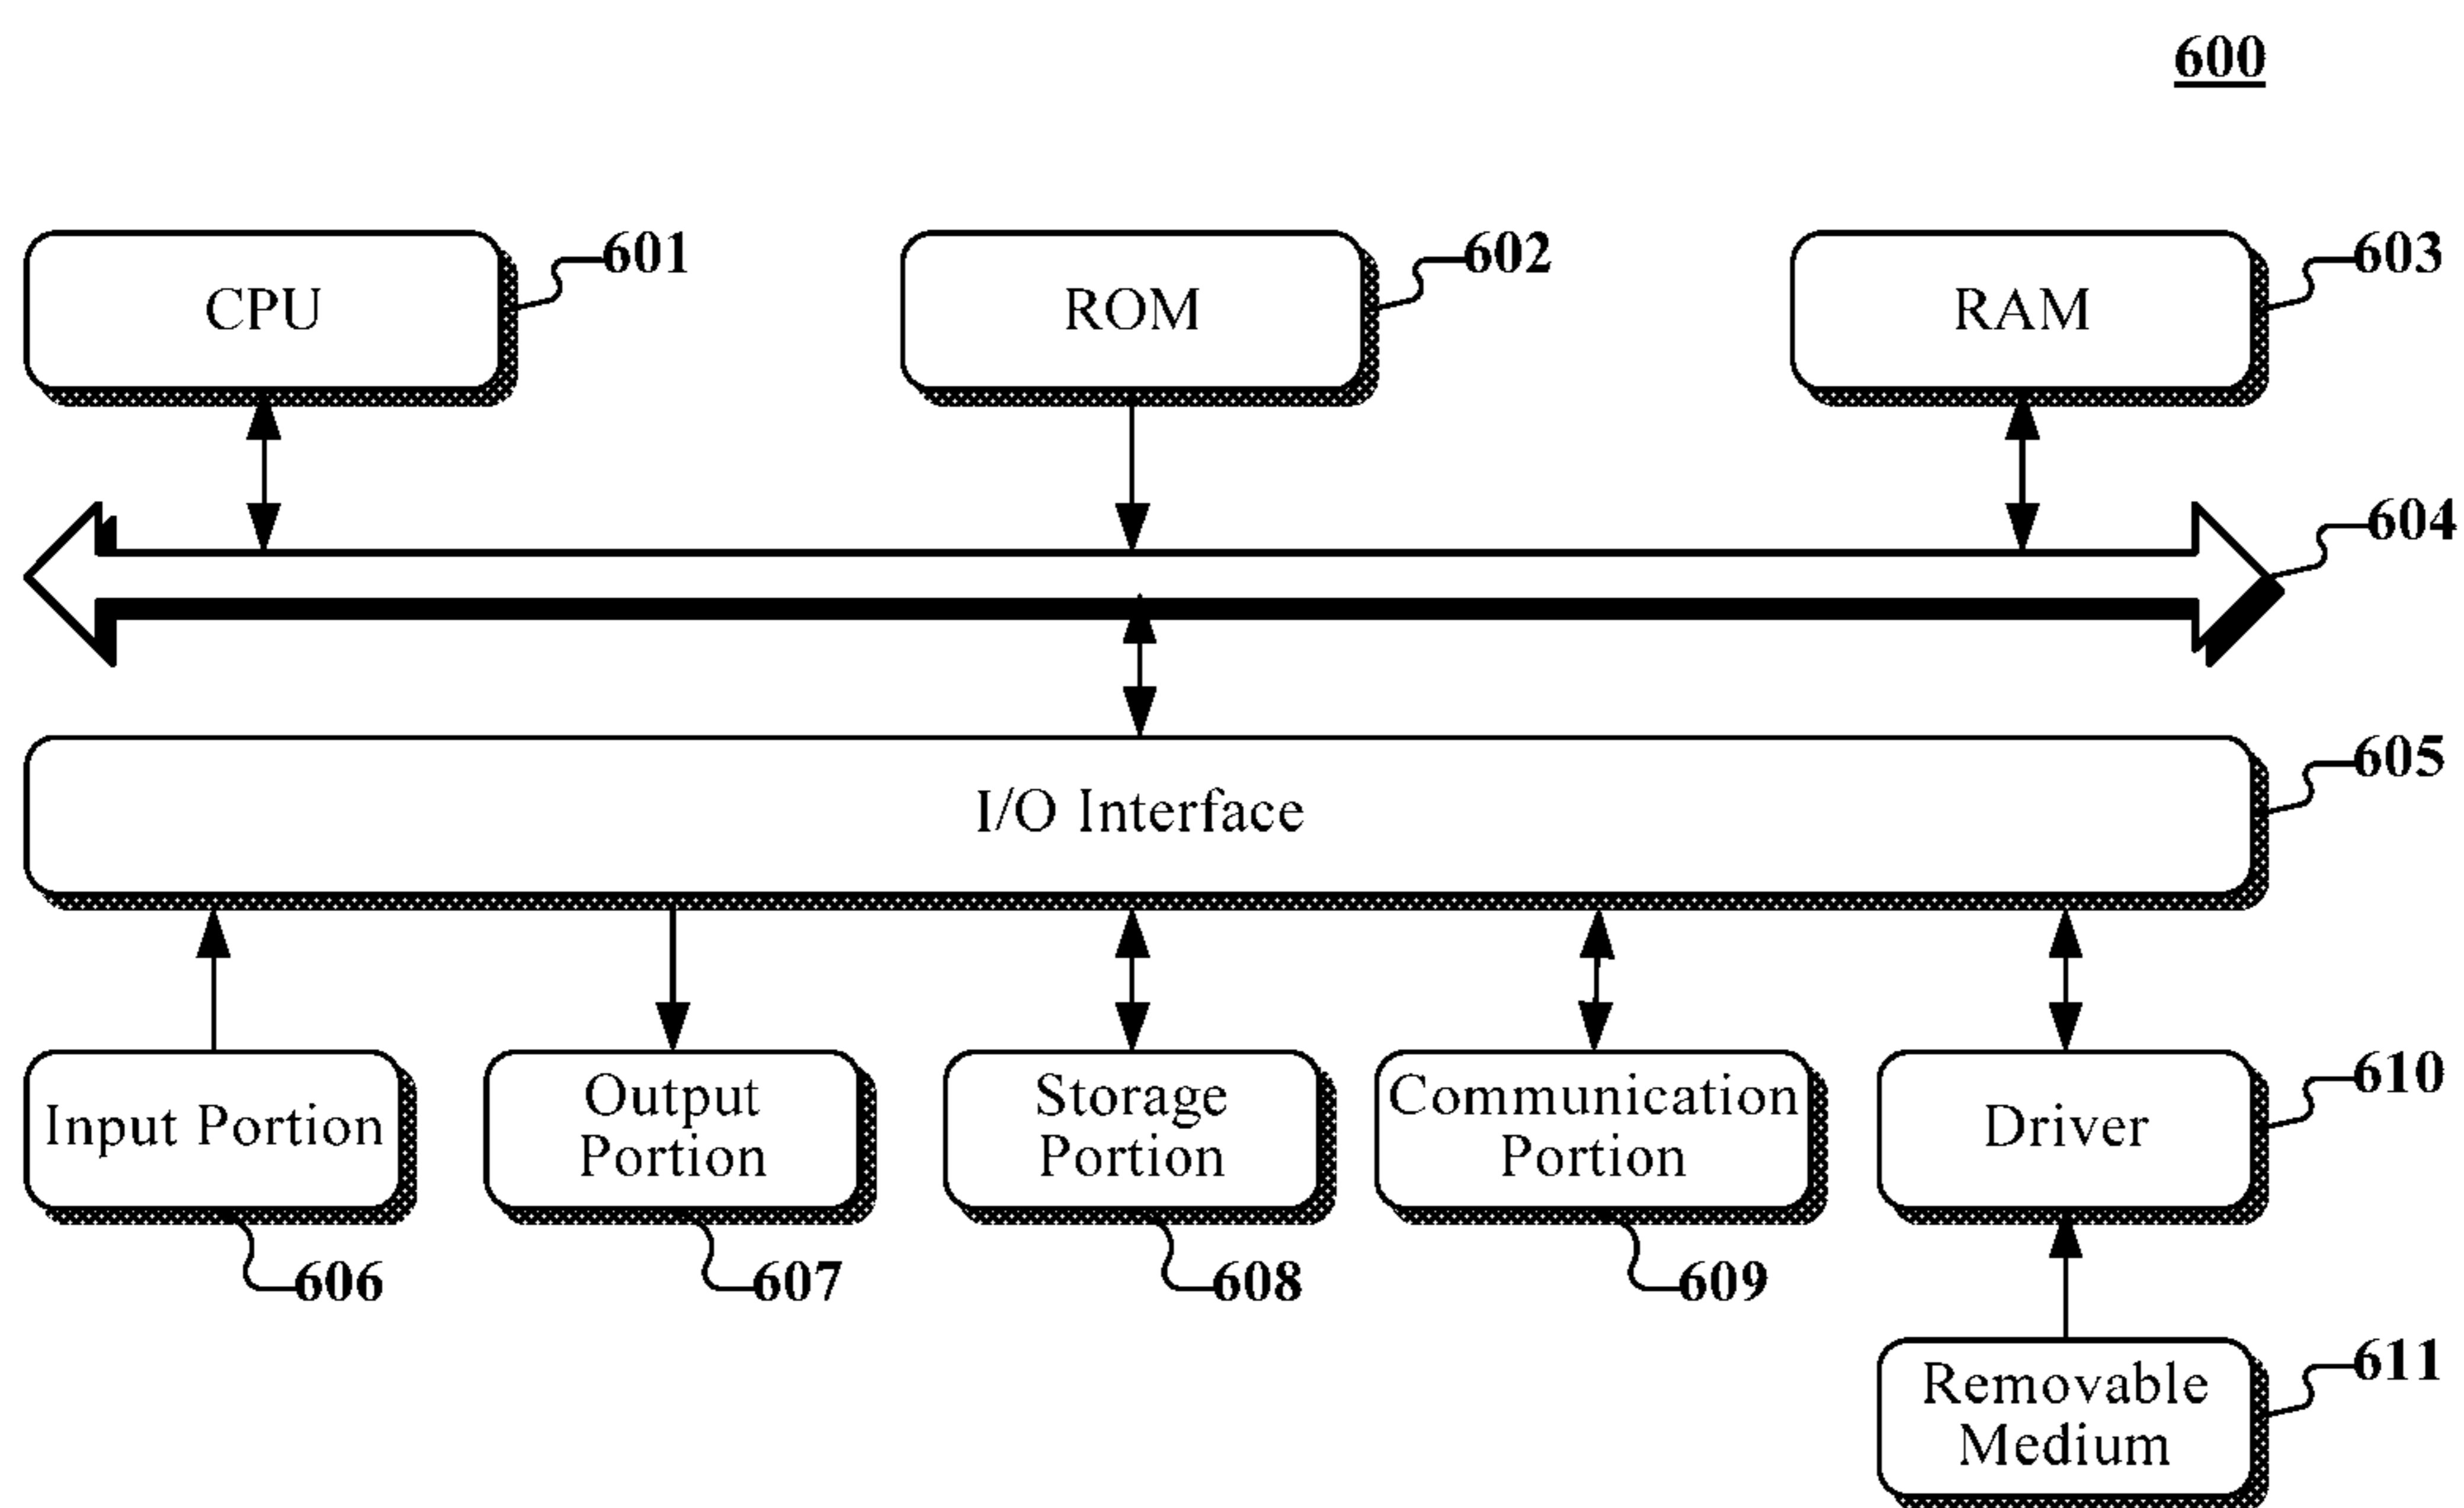 600
CPU
601
ROM
602
RAM
603
604
I/O Interface
605
Input Portion
606
Output
Portion
607
Storage
Portion
608
Communication
Portion
609
Driver
610
Removable
Medium
611